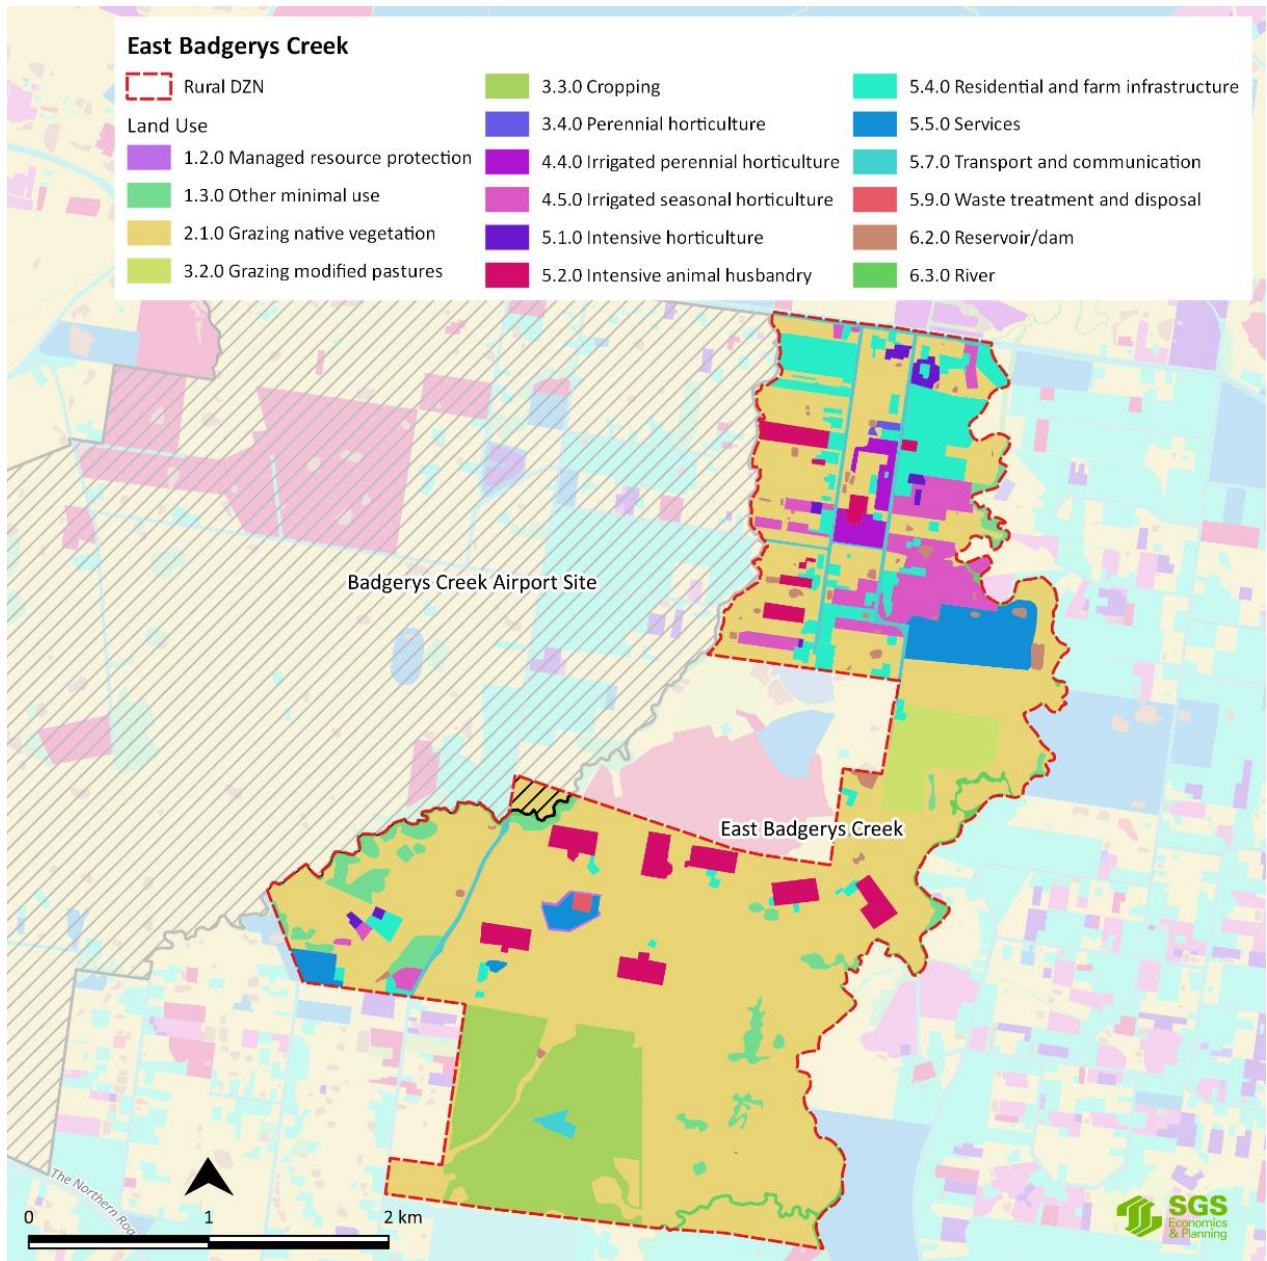 East Badgerys Creek
Rural DZN
Land Use
1.2.0 Managed resource protection
1.3.0 Other minimal use
2.1.0 Grazing native vegetation
3.2.0 Grazing modified pastures
3.3.0 Cropping
3.4.0 Perennial horticulture
4.4.0 Irrigated perennial horticulture
4.5.0 Irrigated seasonal horticulture
5.1.0 Intensive horticulture
5.2.0 Intensive animal husbandry
5.4.0 Residential and farm infrastructure
5.5.0 Services
5.7.0 Transport and communication
5.9.0 Waste treatment and disposal
6.2.0 Reservoir/dam
6.3.0 River
Badgerys Creek Airport Site
East Badgerys Creek
The Northern Roa
0 1 2 km
SGS
Economics
& Planning